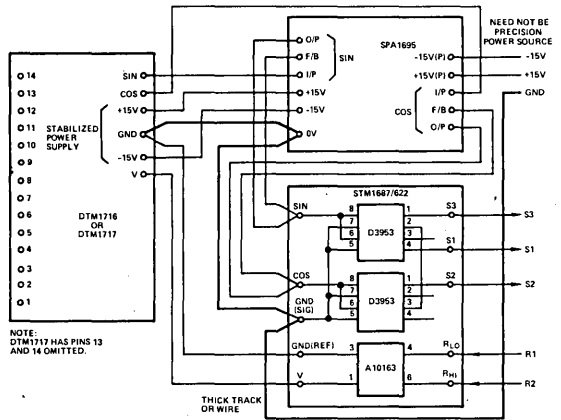 NEED NOT BE
PRECISION
POWER SOURCE
O/P
F/B
SIN
I/P
+15V
-15V
0V
SPA1695
-15V(P)
-15V
+15V(P)
+15V
I/P
GND
COS
F/B
O/P
14
13
12
11
10
9
8
7
6
5
4
3
2
1
SIN
COS
+15V
STABILIZED
POWER
SUPPLY
GND
-15V
V
DTM1716
OR
DTM1717
STM1687/622
SIN
8
7
6
5
D3953
1
2
3
4
S3
S3
S1
S1
COS
8
7
6
5
D3953
1
2
3
4
S2
S2
GND
(SIG)
GND(REF)
3
4
RLO
R1
A10163
V
1
6
RHI
R2
NOTE:
DTM1717 HAS PINS 13
AND 14 OMITTED.
THICK TRACK
OR WIRE